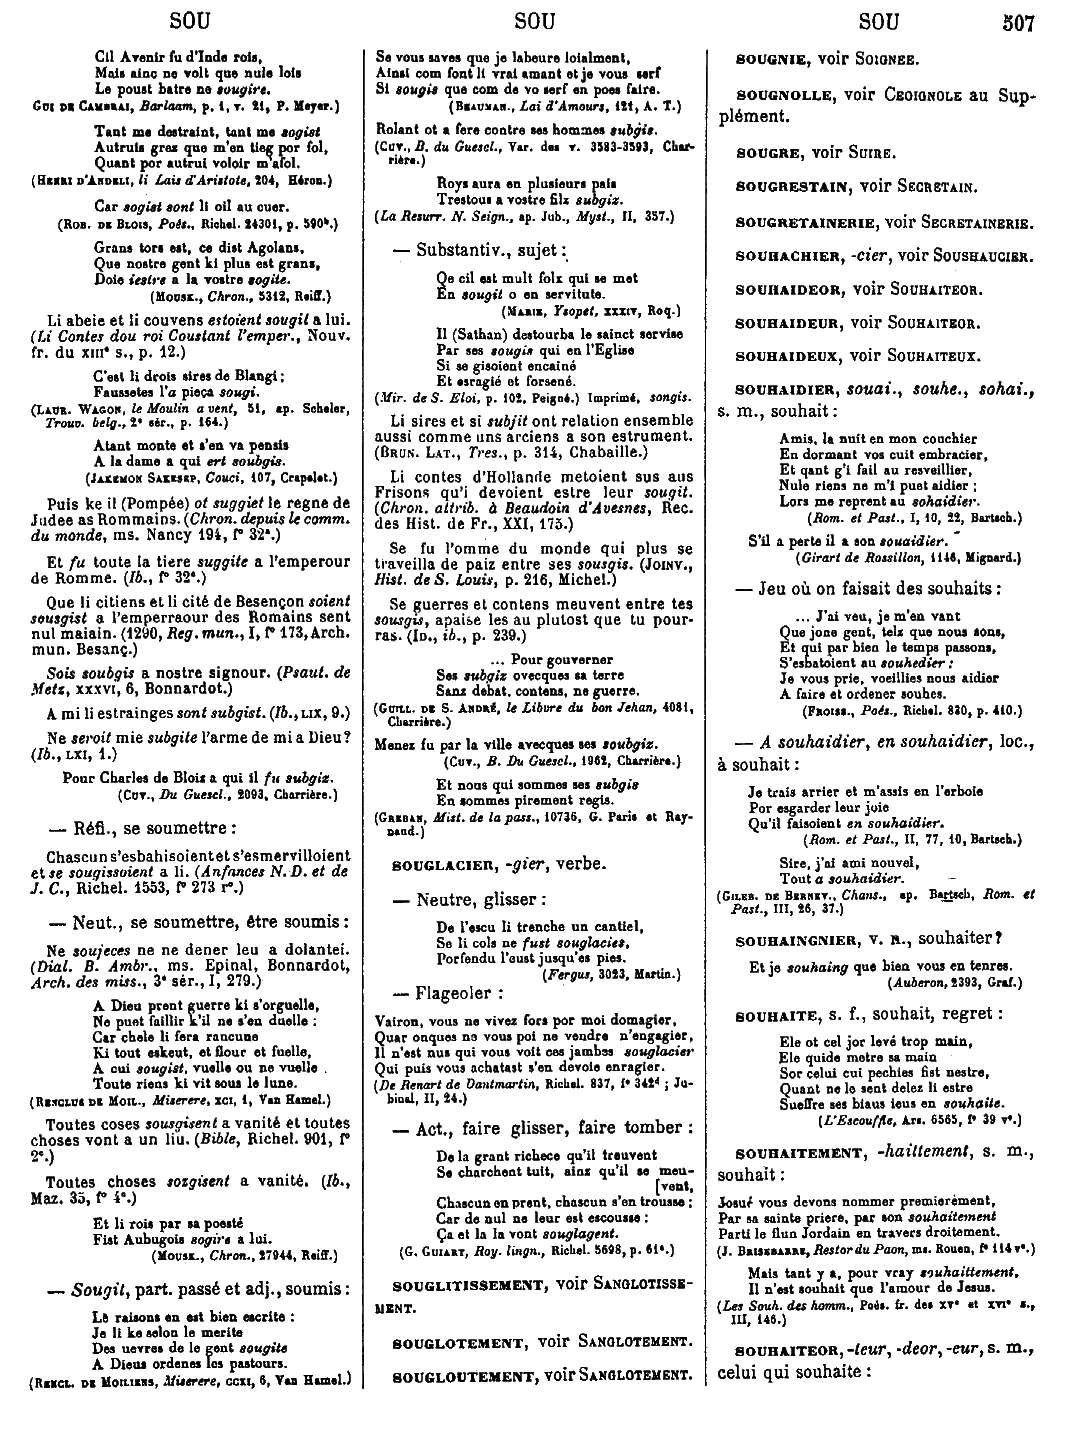 SOU SOU SOU 507
Cil Avenir fu d'Inde rois,
Mais ainc ne volt que nule lois
Le poust batre ne sougire.
GUI DE CAMBRAI, Barlaam, p. 1, v. 21, P. Meyer.)
Tant me destraint, tant me sogist
Autruis grez que m'en tieg por fol,
Quant por autrui voloir m'afol.
(HENRI D'ANDELI, li Lais d'Aristote, 204, Héron.)
Car sogist sont li oil au cuer.
(ROB. DE BLOIS, Poés., Richel. 24301, p. 590ᵇ.)
Grans tors est, ce dist Agolans,
Que nostre gent ki plus est grans,
Doie iestre a la vostre sogite.
(MOUSK., Chron., 5312, Reiff.)
Li abeie et li couvens estoient sougit a lui.
(Li Contes dou roi Coustant l'emper., Nouv.
fr. du XIIIᵉ s., p. 12.)
C'est li drois sires de Blangi ;
Faussetes l'a pieça sougi.
(LAUR. WAGON, le Moulin a vent, 51, ap. Scheler,
Trouv. belg., 2ᵉ sér., p. 164.)
Atant monte et s'en va pensis
A la dame a qui ert soubgis.
(JAKEMON SAKESEP, Couci, 107, Crapelet.)
Puis ke il (Pompée) ot suggiet le regne de
Judee as Rommains. (Chron. depuis le comm.
du monde, ms. Nancy 194, fᵒ 32ᵃ.)
Et fu toute la tiere suggite a l'emperour
de Romme. (Ib., fᵒ 32ᵃ.)
Que li citiens et li cité de Besençon soient
sousgist a l'emperraour des Romains sent
nul maiain. (1290, Reg. mun., I, fᵒ 173, Arch.
mun. Besanç.)
Sois soubgis a nostre signour. (Psaut. de
Metz, XXXVI, 6, Bonnardot.)
A mi li estrainges sont subgist. (Ib., LIX, 9.)
Ne seroit mie subgite l'arme de mi a Dieu ?
(Ib., LXI, 1.)
Pour Charles de Blois a qui il fu subgiz.
(CUV., Du Guescl., 2093, Charrière.)
— Réfl., se soumettre :
Chascun s'esbahisoient et s'esmervilloient
et se sougissoient a li. (Anfances N. D. et de
J. C., Richel. 1553, fᵒ 273 rᵒ.)
— Neut., se soumettre, être soumis :
Ne soujeces ne ne dener leu a dolantei.
(Dial. B. Ambr., ms. Epinal, Bonnardot,
Arch. des miss., 3ᵉ sér., I, 279.)
A Dieu prent guerre ki s'orguelle,
Ne puet faillir k'il ne s'en duelle ;
Car chele li fera rancune
Ki tout eskeut, et flour et fuelle,
A cui sougist, vuelle ou ne vuelle
Toute riens ki vit sous le lune.
(RENCLUS DE MOIL., Miserere, XCI, 1, Van Hamel.)
Toutes coses sousgisent a vanité et toutes
choses vont a un liu. (Bible, Richel. 901, fᵒ
2ᵃ.)
Toutes choses sozgisent a vanité. (Ib.,
Maz. 35, fᵒ 4ᵃ.)
Et li rois par sa poesté
Fist Aubugois sogire a lui.
(MOUSK., Chron., 27944, Reiff.)
— Sougit, part. passé et adj., soumis :
Le raisons en est bien escrite :
Je li ke selon le merite
Des uevres de le gent sougite
A Dieus ordenes les pastours.
(RENCL. DE MOILIENS, Miserere, CCXI, 6, Van Hamel.)
Se vous saves que je labeure loialment,
Ainsi com font li vrai amant et je vous serf
Si sougis que com de vo serf en poes faire.
(BEAUMAN., Lai d'Amours, 121, A. T.)
Rolant ot a fere contre ses hommes subgis.
(CUV., B. du Guescl., Var. des v. 3583-3593, Char-
rière.)
Roys aura en plusieurs pais
Trestous a vostre filz subgiz.
(La Resurr. N. Seign., ap. Jub., Myst., II, 357.)
— Substantiv., sujet :
Qe cil est mult folx qui se met
En sougit o en servitute.
(MARIE, Ysopet, XXXIV, Roq.)
Il (Sathan) destourba le sainct servise
Par ses sougis qui en l'Eglise
Si se gisoient encainé
Et esragié et forsené.
(Mir. de S. Eloi, p. 102, Peigné.) Imprimé, songis.
Li sires et si subjit ont relation ensemble
aussi comme uns arciens a son estrument.
(BRUN. LAT., Tres., p. 314, Chabaille.)
Li contes d'Hollande metoient sus aus
Frisons qu'i devoient estre leur sougit.
(Chron. attrib. à Beaudoin d'Avesnes, Rec.
des Hist. de Fr., XXI, 175.)
Se fu l'omme du monde qui plus se
traveilla de paiz entre ses sousgis. (JOINV.,
Hist. de S. Louis, p. 216, Michel.)
Se guerres et contens meuvent entre tes
sousgis, apaise les au plutost que tu pour-
ras. (ID., ib., p. 239.)
... Pour gouverner
Ses subgiz ovecques sa terre
Sanz debat, contens, ne guerre.
(GUILL. DE S. ANDRÉ, le Libvre du bon Jehan, 4081,
Charrière.)
Menez fu par la ville avecques ses soubgiz.
(CUV., B. Du Guescl., 1962, Charrière.)
Et nous qui sommes ses subgis
En sommes pirement regis.
(GREBAN, Mist. de la pass., 10736, G. Paris et Ray-
naud.)
SOUGLACIER, -gier, verbe.
— Neutre, glisser :
De l'escu li trenche un cantiel,
Se li cols ne fust souglacies,
Porfendu l'eust jusqu'es pies.
(Fergus, 3023, Martin.)
— Flageoler :
Vairon, vous ne vivez fors por moi domagier,
Quar onques ne vous poi ne vendre n'engagier,
Il n'est nus qui vous voit ces jambes souglacier
Qui puis vous achatast s'en devoie enragier.
(De Renart de Dantmartin, Richel. 837, fᵒ 342ᵈ ; Ju-
binal, II, 24.)
— Act., faire glisser, faire tomber :
De la grant richece qu'il treuvent
Se charchent tuit, ainz qu'il se meu-
[vent,
Chascun en prent, chascun s'en trousse ;
Car de nul ne leur est escousse :
Ça et la la vont souglagent.
(G. GUIART, Roy. lingn., Richel. 5698, p. 61ᵃ.)
SOUGLITISSEMENT, voir SANGLOTISSE-
MENT.
SOUGLOTEMENT, voir SANGLOTEMENT.
SOUGLOUTEMENT, voir SANGLOTEMENT.
SOUGNIE, voir SOIGNEE.
SOUGNOLLE, voir CEOIGNOLE au Sup-
plément.
SOUGRE, voir SUIRE.
SOUGRESTAIN, voir SECRETAIN.
SOUGRETAINERIE, voir SECRETAINERIE.
SOUHACHIER, -cier, voir SOUSHAUCIER.
SOUHAIDEOR, voir SOUHAITEOR.
SOUHAIDEUR, voir SOUHAITEOR.
SOUHAIDEUX, voir SOUHAITEUX.
SOUHAIDIER, souai., souhe., sohai.,
s. m., souhait :
Amis, la nuit en mon couchier
En dormant vos cuit embracier,
Et qant g'i fail au resveillier,
Nule riens ne m'i puet aidier ;
Lors me reprent au sohaidier.
(Rom. et Past., I, 10, 22, Bartsch.)
S'il a perte il a son souaidier.
(Girart de Rossillon, 1146, Mignard.)
— Jeu où on faisait des souhaits :
... J'ai veu, je m'en vant
Que jone gent, telz que nous sons,
Et qui par bien le temps passons,
S'esbatoient au souhedier ;
Je vous prie, voeillies nous aidier
A faire et ordener souhes.
(FROISS., Poés., Richel. 830, p. 410.)
— A souhaidier, en souhaidier, loc.,
à souhait :
Je trais arrier et m'assis en l'erboie
Por esgarder leur joie
Qu'il faisoient en souhaidier.
(Rom. et Past., II, 77, 10, Bartsch.)
Sire, j'ai ami nouvel,
Tout a souhaidier.
(GILEB. DE BERNEV., Chans., ap. Bartsch, Rom. et
Past., III, 26, 37.)
SOUHAINGNIER, v. n., souhaiter ?
Et je souhaing que bien vous en tenres.
(Auberon, 2393, Graf.)
SOUHAITE, s. f., souhait, regret :
Ele ot cel jor levé trop main,
Ele quide metre sa main
Sor celui cui pechies fist nestre,
Quant ne le sent delez li estre
Sueffre ses biaus ieus en souhaite.
(L'Escouffle, Ars. 6565, fᵒ 39 vᵒ.)
SOUHAITEMENT, -haittement, s. m.,
souhait :
Josué vous devons nommer premierement,
Par sa sainte priere, par son souhaitement
Parti le flun Jordain en travers droitement.
(J. BRISEBARRE, Restor du Paon, ms. Rouen, fᵒ 114 vᵒ.)
Mais tant y a, pour vray souhaittement,
Il n'est souhait que l'amour de Jesus.
(Les Souh. des homm., Poés. fr. des XVᵉ et XVIᵉ s.,
III, 146.)
SOUHAITEOR, -leur, -deor, -eur, s. m.,
celui qui souhaite :